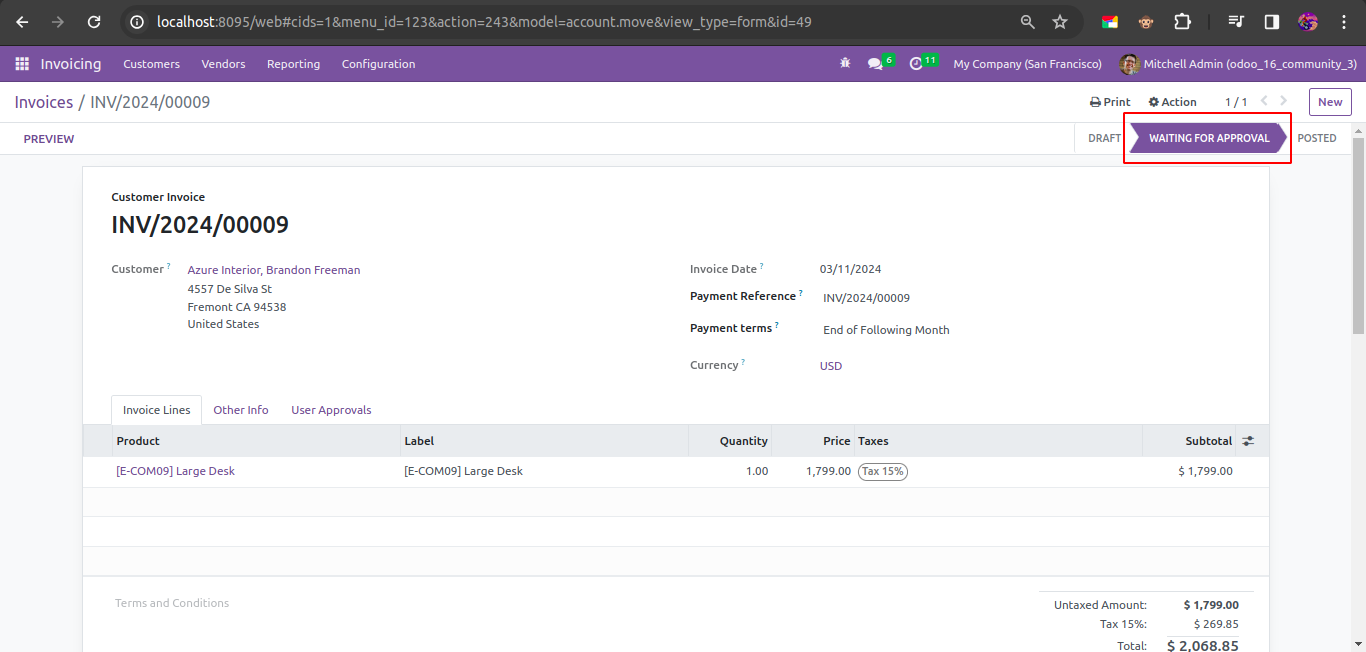 localhost:8095/web#cids=1&menu_id=123&action=243&model=account.move&view_type=form&id=49
Invoicing Customers Vendors Reporting Configuration 6 11 My Company (San Francisco) Mitchell Admin (odoo_16_community_3)
Invoices / INV/2024/00009 Print Action 1 / 1 New
PREVIEW DRAFT WAITING FOR APPROVAL POSTED
Customer Invoice
INV/2024/00009
Customer ? Azure Interior, Brandon Freeman
4557 De Silva St
Fremont CA 94538
United States
Invoice Date ? 03/11/2024
Payment Reference ? INV/2024/00009
Payment terms ? End of Following Month
Currency ? USD
Invoice Lines Other Info User Approvals
Product Label Quantity Price Taxes Subtotal
[E-COM09] Large Desk [E-COM09] Large Desk 1.00 1,799.00 Tax 15% $ 1,799.00
Terms and Conditions
Untaxed Amount: $ 1,799.00
Tax 15%: $ 269.85
Total: $ 2,068.85